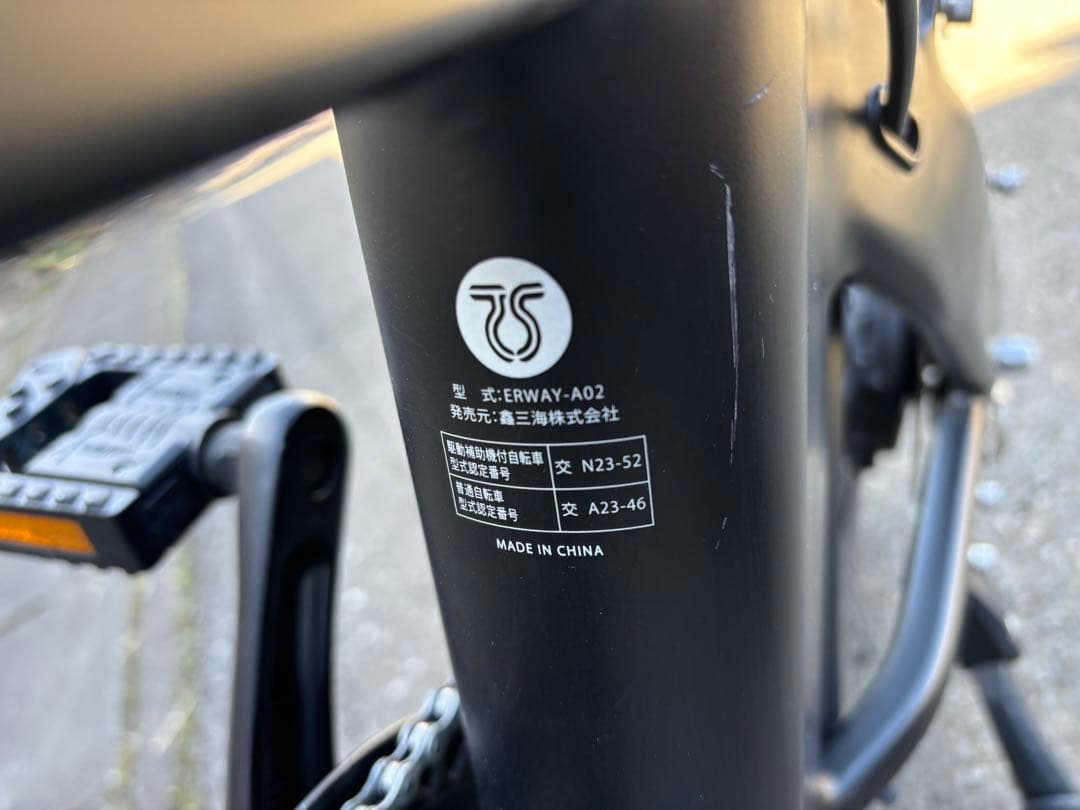 TS
型 式:ERWAY-A02
発売元:鑫三海株式会社
駆動補助機付自転車
型式認定番号
交 N23-52
普通自転車
型式認定番号
交 A23-46
MADE IN CHINA